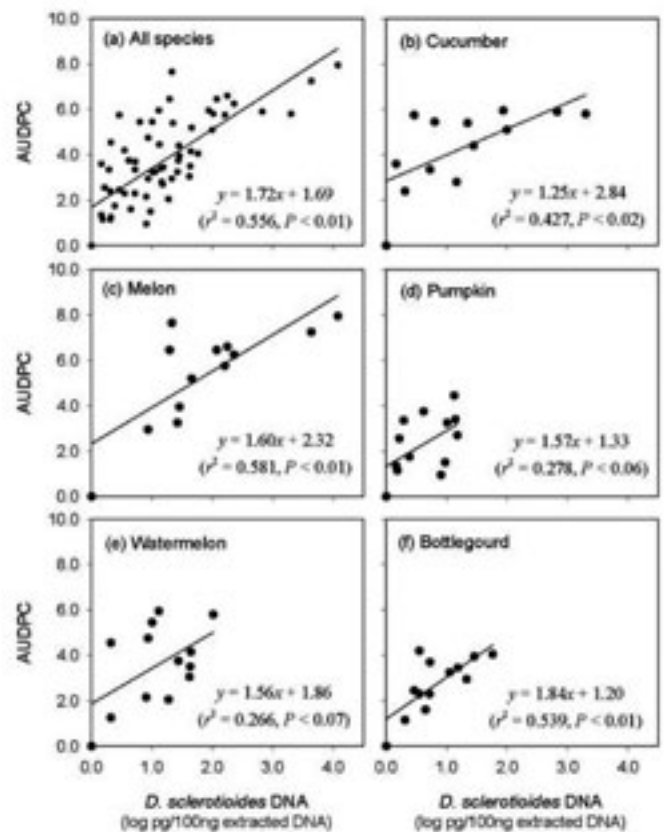 (a) All species
(b) Cucumber
10.0
8.0
6.0
4.0
2.0
0.0
AUDPC
y = 1.72x + 1.69
(r² = 0.556, P < 0.01)
y = 1.25x + 2.84
(r² = 0.427, P < 0.02)
(c) Melon
(d) Pumpkin
10.0
8.0
6.0
4.0
2.0
0.0
AUDPC
y = 1.60x + 2.32
(r² = 0.581, P < 0.01)
y = 1.57x + 1.33
(r² = 0.278, P < 0.06)
(e) Watermelon
(f) Bottlegourd
10.0
8.0
6.0
4.0
2.0
0.0
AUDPC
y = 1.56x + 1.86
(r² = 0.266, P < 0.07)
y = 1.84x + 1.20
(r² = 0.539, P < 0.01)
0.0 1.0 2.0 3.0 4.0
0.0 1.0 2.0 3.0 4.0
D. sclerotioides DNA
(log pg/100ng extracted DNA)
D. sclerotioides DNA
(log pg/100ng extracted DNA)